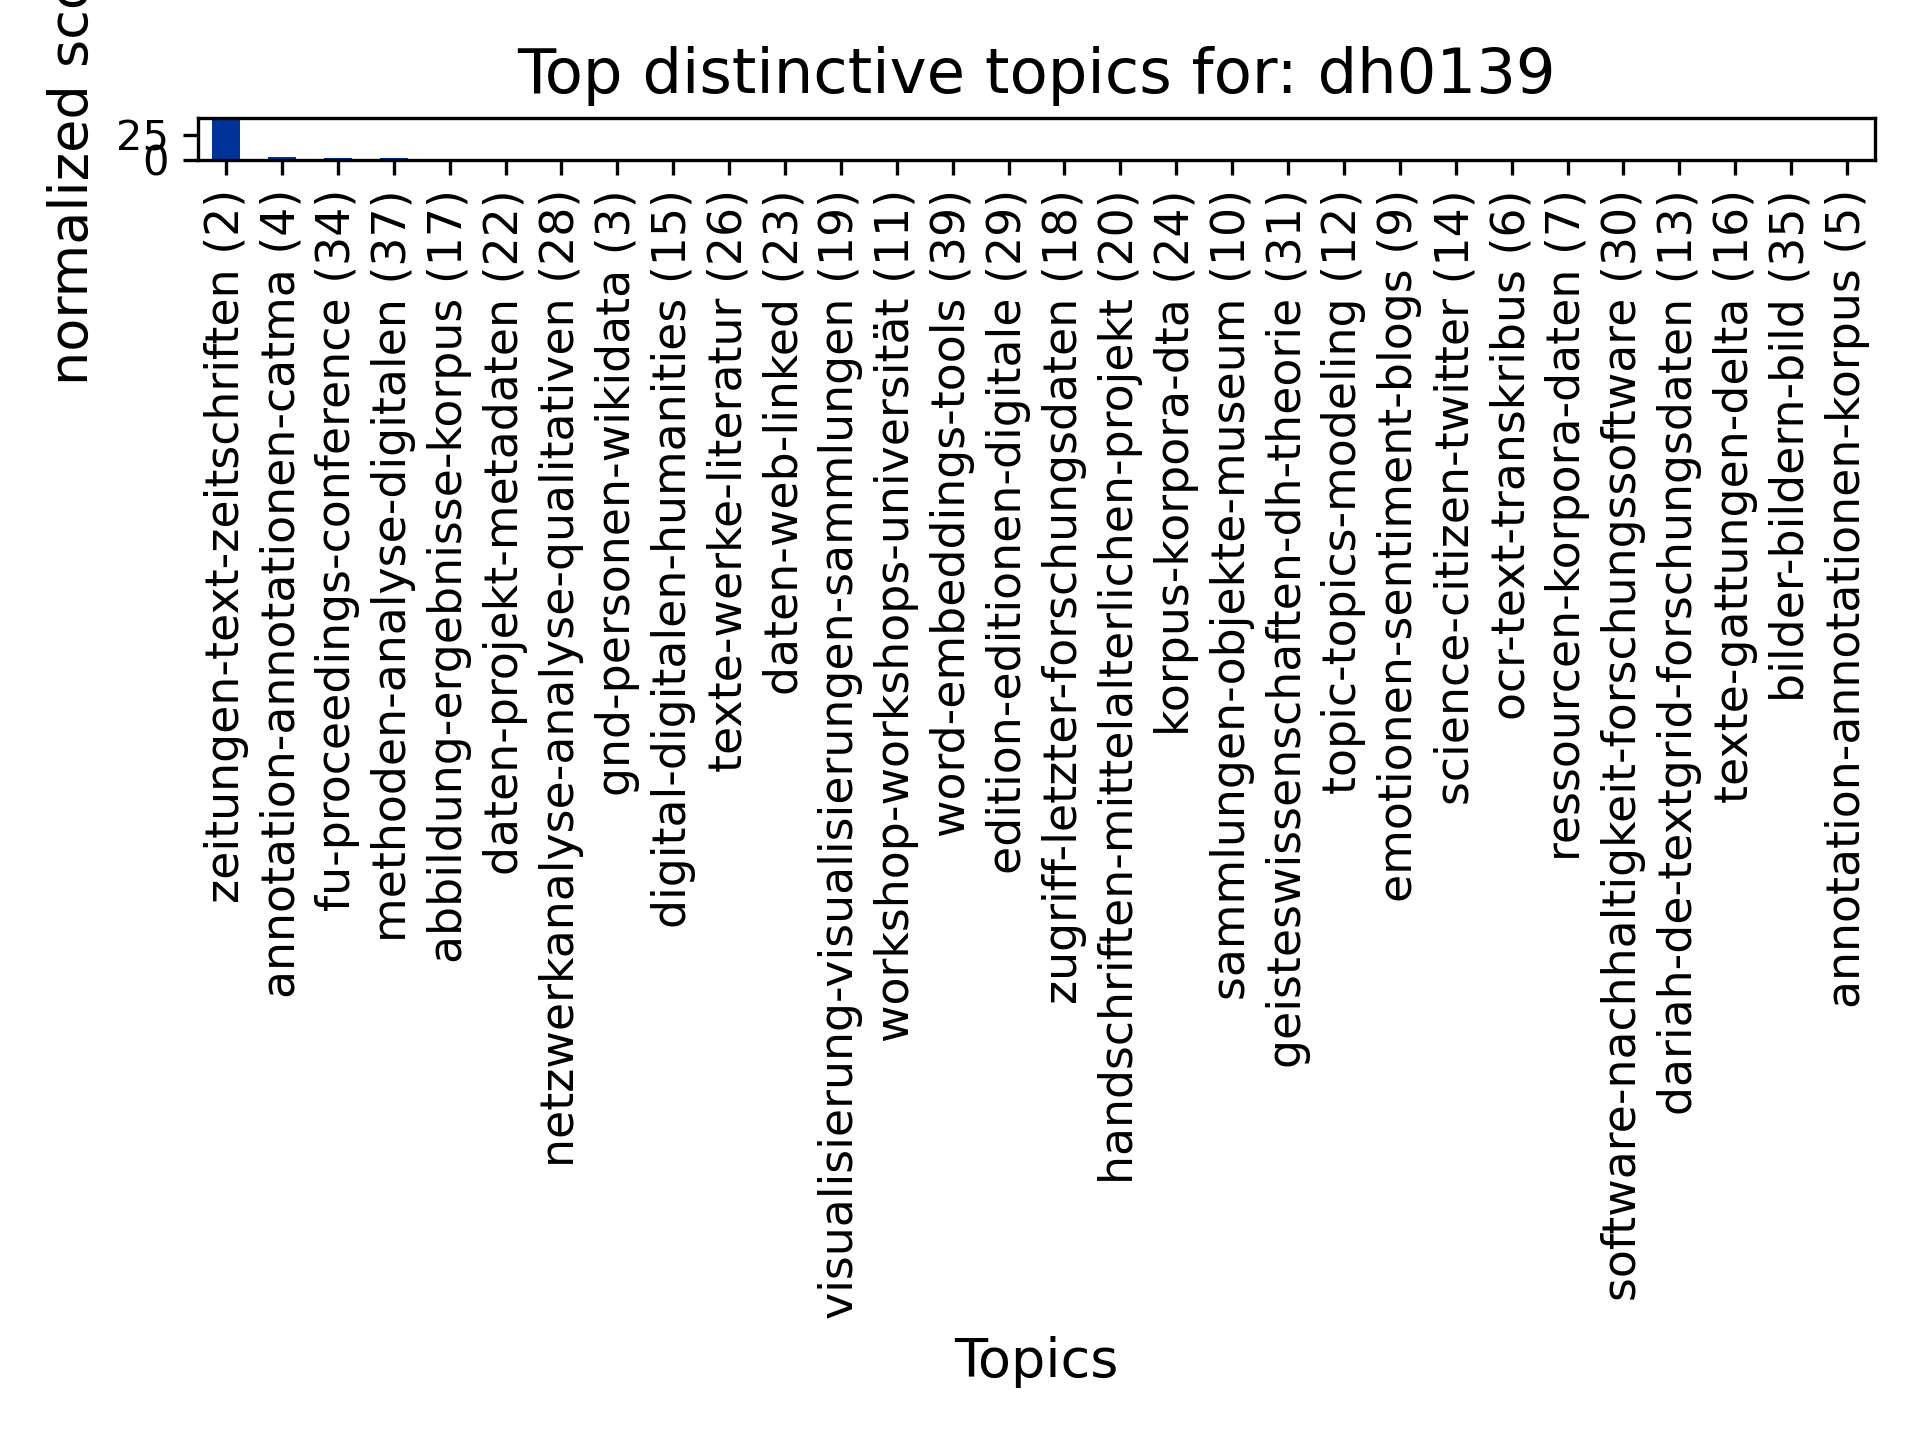 Top distinctive topics for: dh0139
normalized
25
0
zeitungen-text-zeitschriften (2)
annotation-annotationen-catma (4)
fu-proceedings-conference (34)
methoden-analyse-digitalen (37)
abbildung-ergebnisse-korpus (17)
daten-projekt-metadaten (22)
netzwerkanalyse-analyse-qualitativen (28)
gnd-personen-wikidata (3)
digital-digitalen-humanities (15)
texte-werke-literatur (26)
daten-web-linked (23)
visualisierung-visualisierungen-sammlungen (19)
workshop-workshops-universität (11)
word-embeddings-tools (39)
edition-editionen-digitale (29)
zugriff-letzter-forschungsdaten (18)
handschriften-mittelalterlichen-projekt (20)
korpus-korpora-dta (24)
sammlungen-objekte-museum (10)
geisteswissenschaften-dh-theorie (31)
topic-topics-modeling (12)
emotionen-sentiment-blogs (9)
science-citizen-twitter (14)
ocr-text-transkribus (6)
ressourcen-korpora-daten (7)
software-nachhaltigkeit-forschungssoftware (30)
dariah-de-textgrid-forschungsdaten (13)
texte-gattungen-delta (16)
bilder-bildern-bild (35)
annotation-annotationen-korpus (5)
Topics